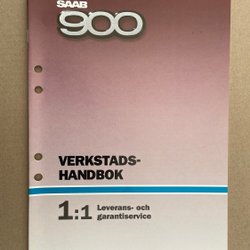 SAAB
900
VERKSTADS-
HANDBOK
1:1 Leverans- och
garantiservice